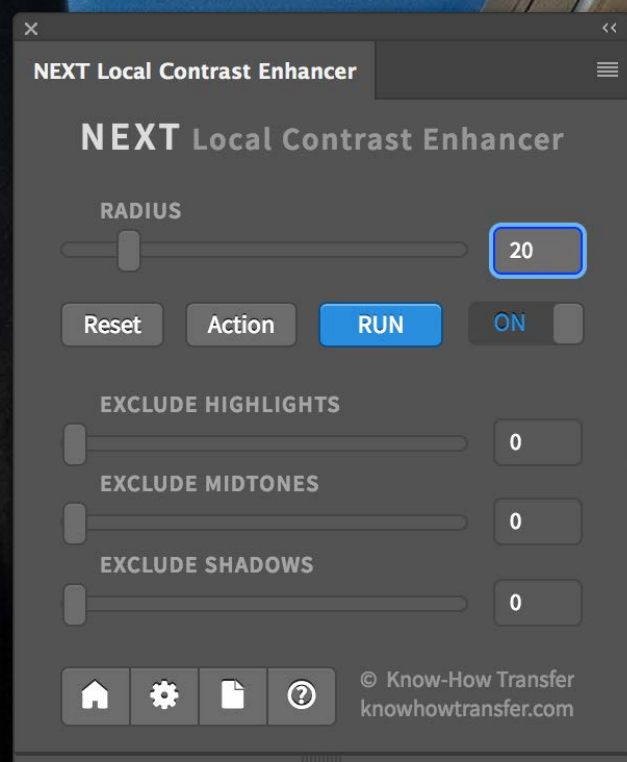 NEXT Local Contrast Enhancer
NEXT Local Contrast Enhancer
RADIUS
20
Reset Action RUN ON
EXCLUDE HIGHLIGHTS
0
EXCLUDE MIDTONES
0
EXCLUDE SHADOWS
0
© Know-How Transfer
knowhowtransfer.com